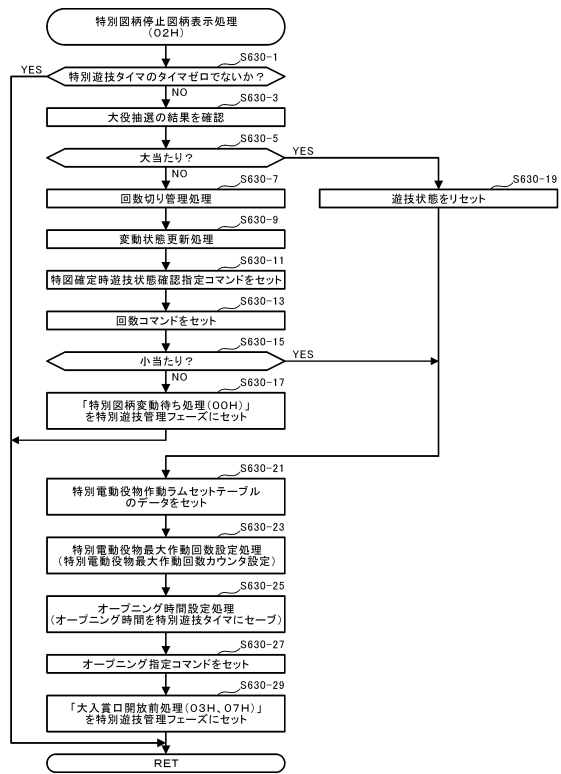 特別図柄停止図柄表示処理
（02H）
S630-1
YES
特別遊技タイマのタイマゼロでないか？
NO
S630-3
大役抽選の結果を確認
S630-5
大当たり？
YES
NO
S630-7
回数切り管理処理
S630-19
遊技状態をリセット
S630-9
変動状態更新処理
S630-11
特図確定時遊技状態確認指定コマンドをセット
S630-13
回数コマンドをセット
S630-15
小当たり？
YES
NO
S630-17
「特別図柄変動待ち処理（00H）」
を特別遊技管理フェーズにセット
S630-21
特別電動役物作動ラムセットテーブル
のデータをセット
S630-23
特別電動役物最大作動回数設定処理
（特別電動役物最大作動回数カウンタ設定）
S630-25
オープニング時間設定処理
（オープニング時間を特別遊技タイマにセーブ）
S630-27
オープニング指定コマンドをセット
S630-29
「大入賞口開放前処理（03H、07H）」
を特別遊技管理フェーズにセット
RET